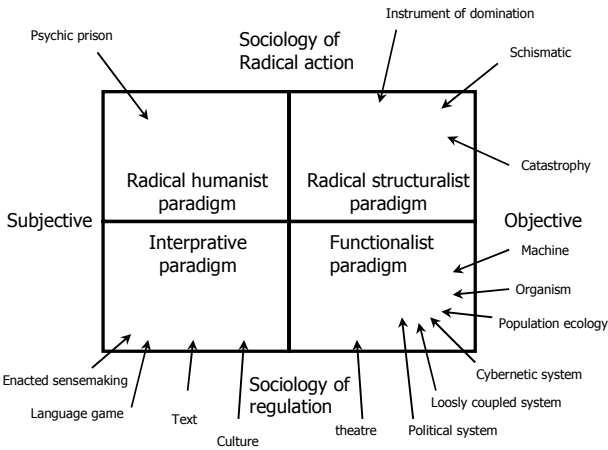 Instrument of domination
Psychic prison
Sociology of
Radical action
Schismatic
Catastrophy
Radical humanist
paradigm
Radical structuralist
paradigm
Subjective
Objective
Interprative
paradigm
Functionalist
paradigm
Machine
Organism
Population ecology
Cybernetic system
Enacted sensemaking
Sociology of
regulation
Loosly coupled system
Language game
Text
theatre
Political system
Culture